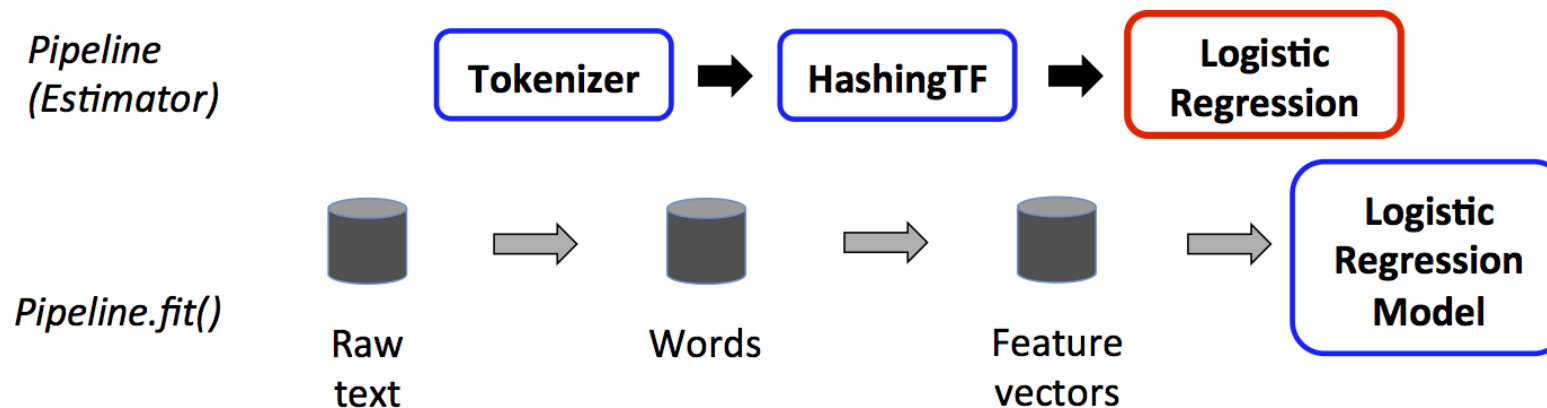 Pipeline
(Estimator)
Tokenizer
HashingTF
Logistic
Regression
Pipeline.fit()
Raw
text
Words
Feature
vectors
Logistic
Regression
Model